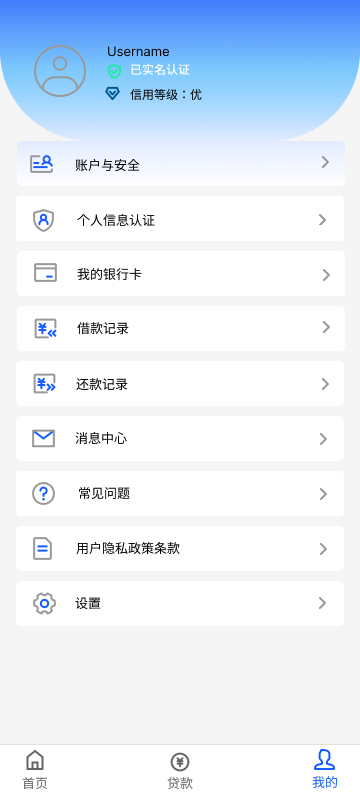 Username
已实名认证
信用等级：优
账户与安全
个人信息认证
我的银行卡
借款记录
还款记录
消息中心
常见问题
用户隐私政策条款
设置
首页
贷款
我的